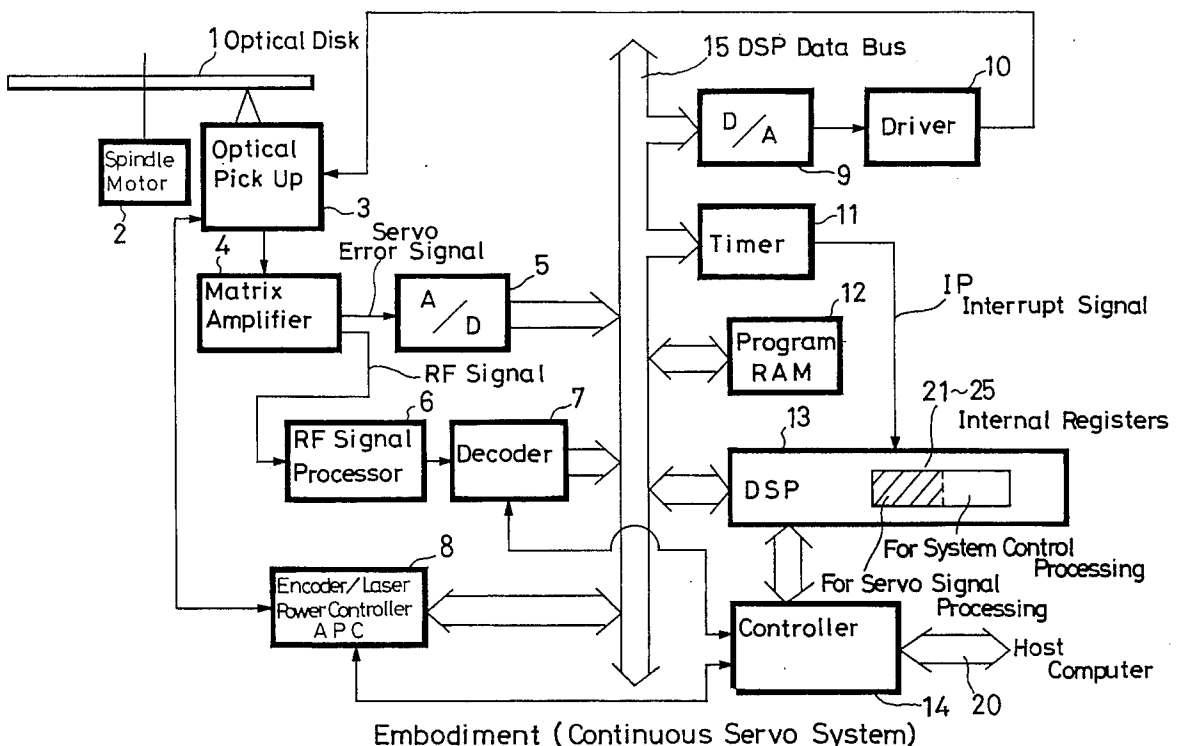 1 Optical Disk
15 DSP Data Bus
10
D/A
Driver
9
Optical
Pick Up
3
Spindle
Motor
2
11
Timer
4
Servo
Error Signal
5
Matrix
Amplifier
A/D
IP
Interrupt Signal
12
Program
RAM
RF Signal
6
7
RF Signal
Processor
Decoder
21~25
Internal Registers
13
DSP
For System Control
Processing
For Servo Signal
Processing
8
Encoder/Laser
Power Controller
APC
Controller
14
20
Host
Computer
Embodiment (Continuous Servo System)